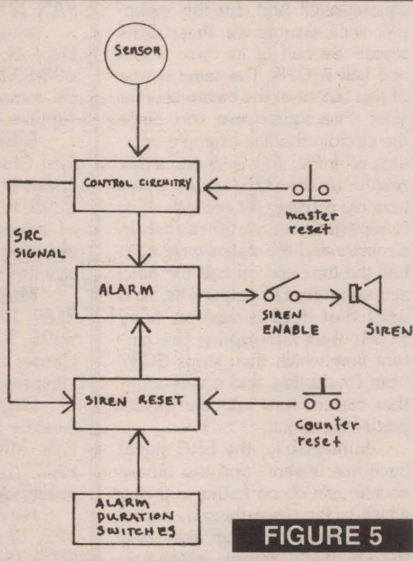 SENSOR
CONTROL CIRCUITRY
master
reset
SRC
SIGNAL
ALARM
SIREN
ENABLE
SIREN
SIREN RESET
Counter
reset
ALARM
DURATION
SWITCHES
FIGURE 5